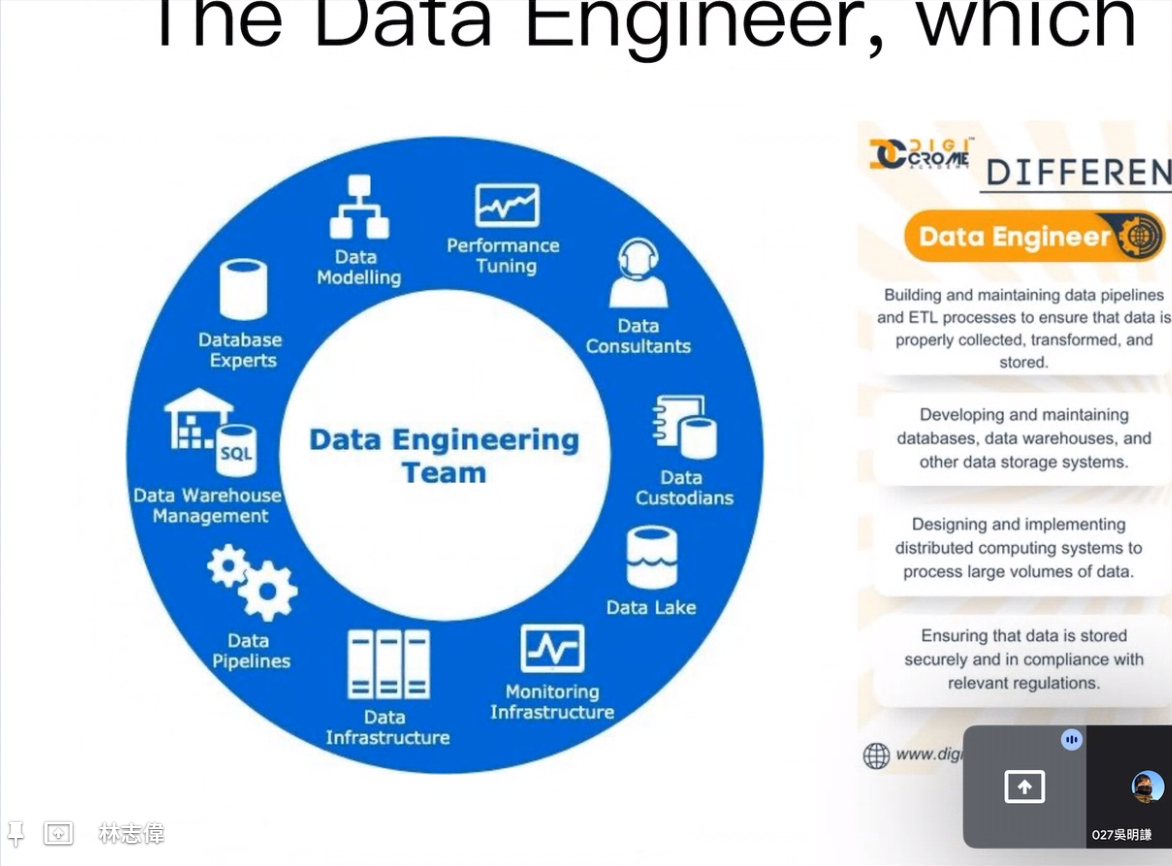 The Data Engineer, which
Data
Modelling
Performance
Tuning
Data
Consultants
Data
Custodians
Data Lake
Monitoring
Infrastructure
Data
Infrastructure
Data
Pipelines
Data Warehouse
Management
SQL
Database
Experts
Data Engineering
Team
DIGI
CROME
ACADEMY
DIFFEREN
Data Engineer
Building and maintaining data pipelines
and ETL processes to ensure that data is
properly collected, transformed, and
stored.
Developing and maintaining
databases, data warehouses, and
other data storage systems.
Designing and implementing
distributed computing systems to
process large volumes of data.
Ensuring that data is stored
securely and in compliance with
relevant regulations.
www.digi
林志偉
027吳明謙